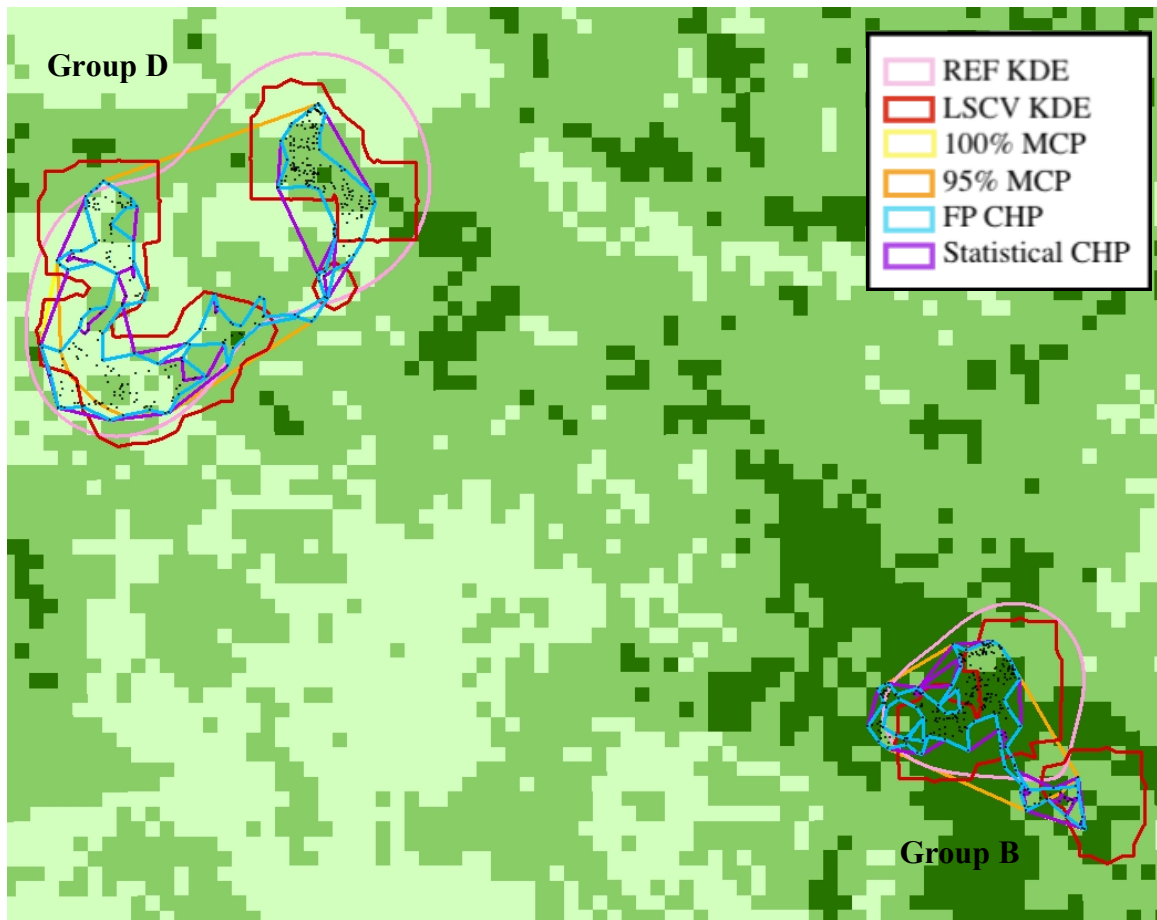 Group D
REF KDE
LSCV KDE
100% MCP
95% MCP
FP CHP
Statistical CHP
Group B